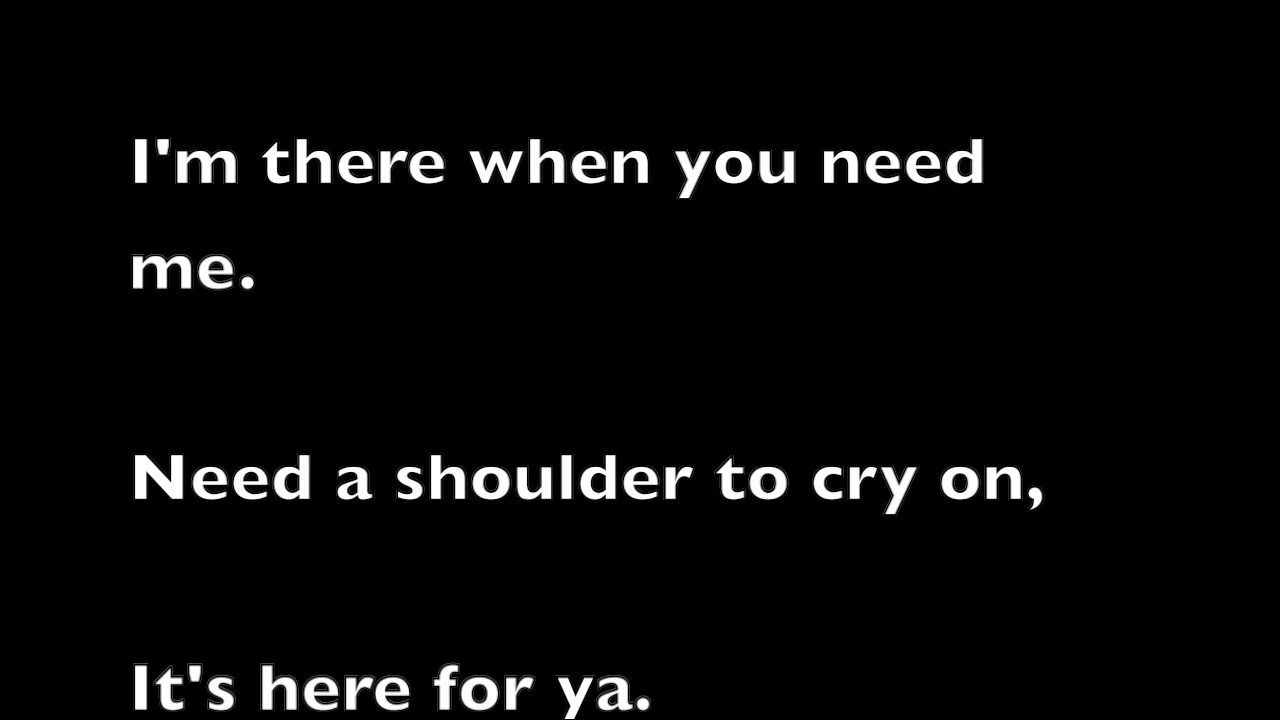 I'm there when you need
me.
Need a shoulder to cry on,
It's here for ya.